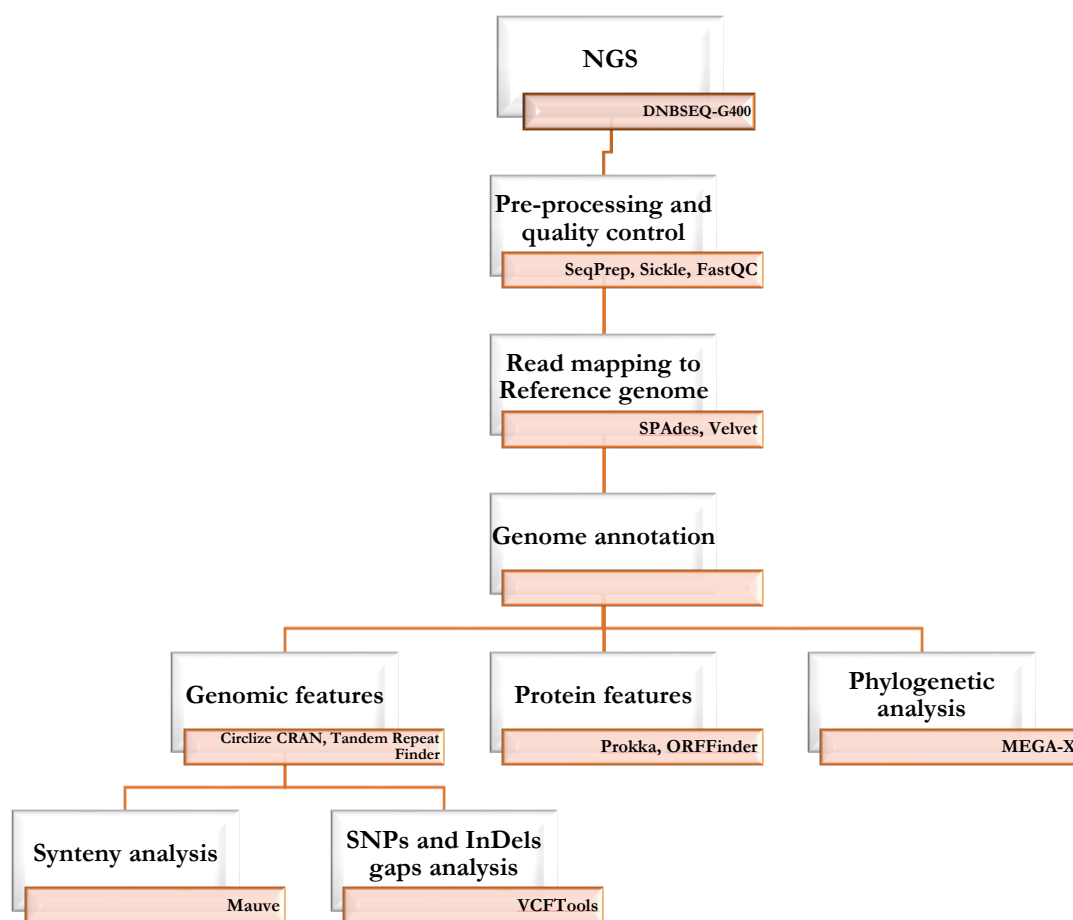 NGS
DNBSEQ-G400
Pre-processing and
quality control
SeqPrep, Sickle, FastQC
Read mapping to
Reference genome
SPAdes, Velvet
Genome annotation
Genomic features
Circlize CRAN, Tandem Repeat
Finder
Protein features
Prokka, ORFFinder
Phylogenetic
analysis
MEGA-X
Synteny analysis
Mauve
SNPs and InDels
gaps analysis
VCFTools